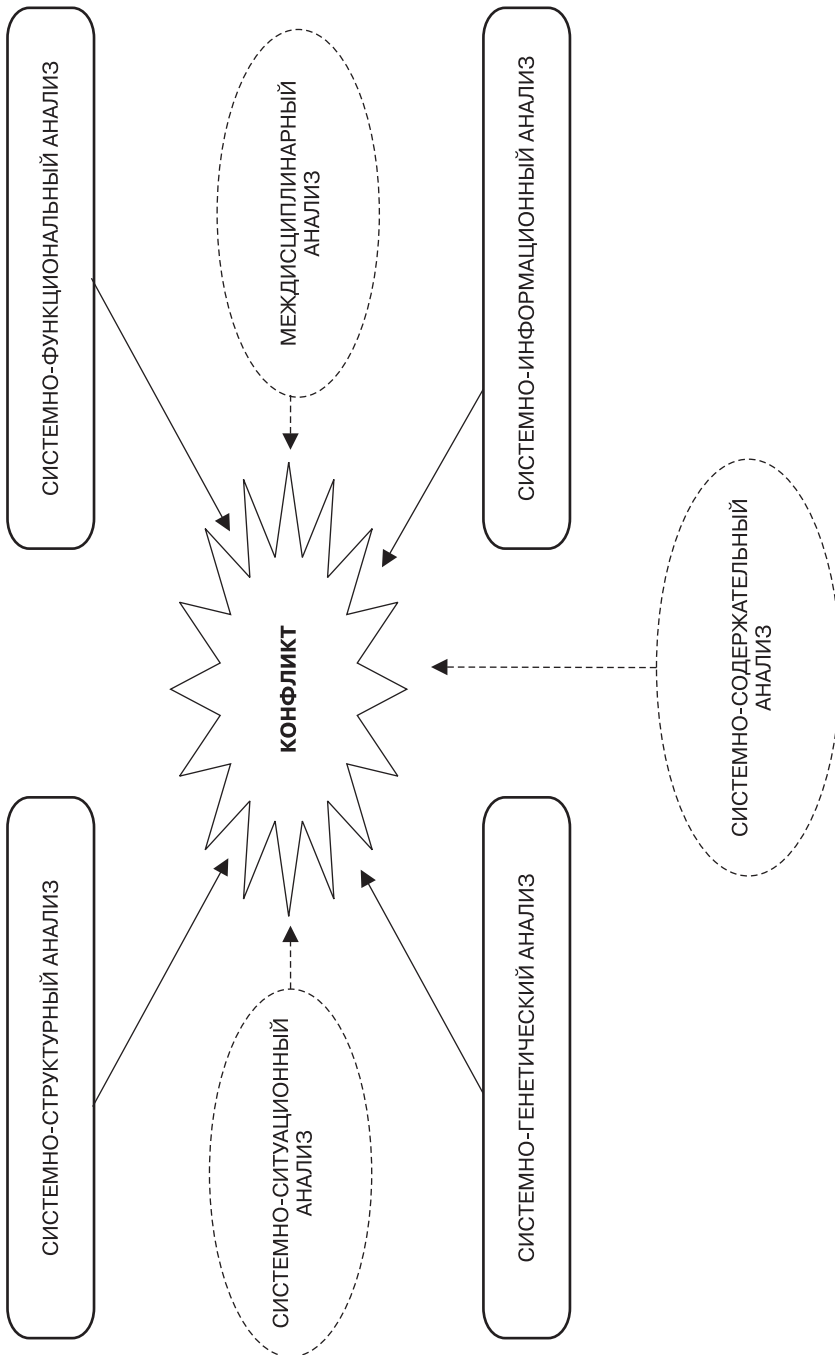 СИСТЕМНО-СТРУКТУРНЫЙ АНАЛИЗ
СИСТЕМНО-ФУНКЦИОНАЛЬНЫЙ АНАЛИЗ
СИСТЕМНО-СИТУАЦИОННЫЙ
АНАЛИЗ
КОНФЛИКТ
МЕЖДИСЦИПЛИНАРНЫЙ
АНАЛИЗ
СИСТЕМНО-ГЕНЕТИЧЕСКИЙ АНАЛИЗ
СИСТЕМНО-ИНФОРМАЦИОННЫЙ АНАЛИЗ
СИСТЕМНО-СОДЕРЖАТЕЛЬНЫЙ
АНАЛИЗ